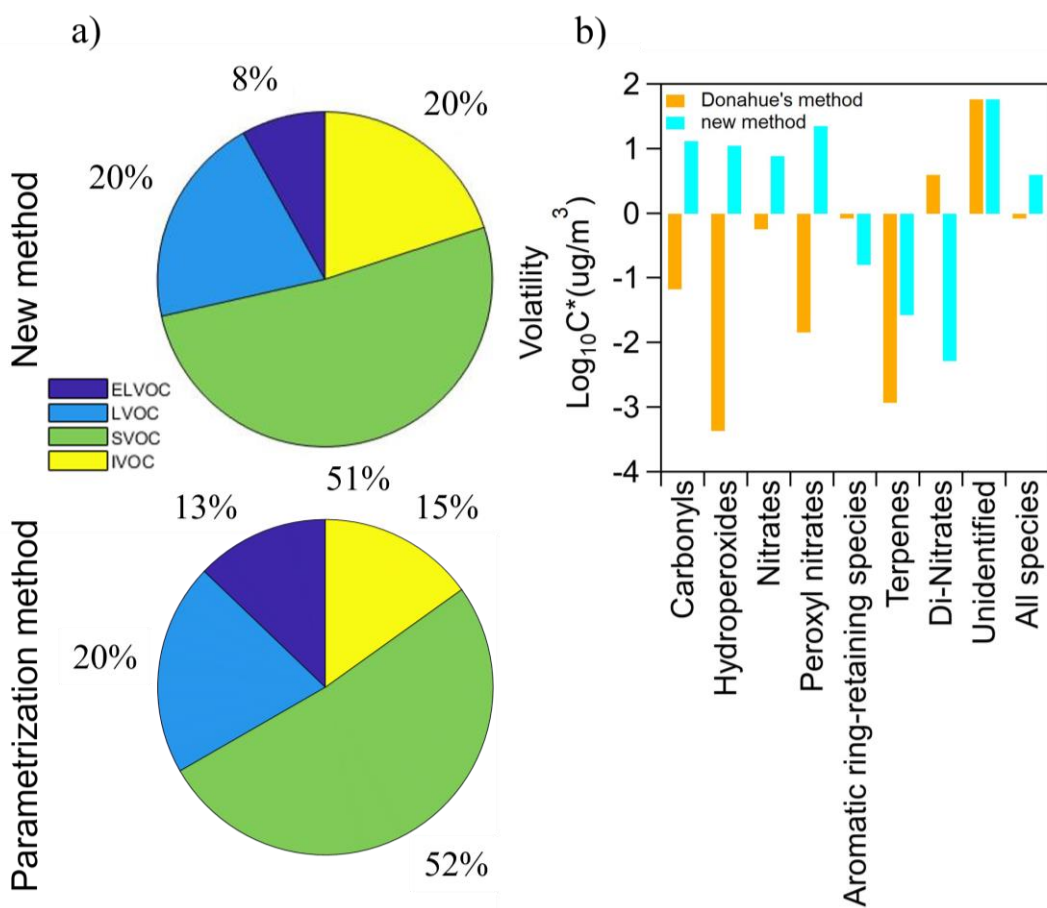 a)
New method
8%
20%
20%
51%
ELVOC
LVOC
SVOC
IVOC
Parametrization method
13%
15%
20%
52%
b)
Donahue's method
new method
Volatility
Log₁₀C*(ug/m³)
2
1
0
-1
-2
-3
-4
Carbonyls
Hydroperoxides
Nitrates
Peroxyl nitrates
Aromatic ring-retaining species
Terpenes
Di-Nitrates
Unidentified
All species